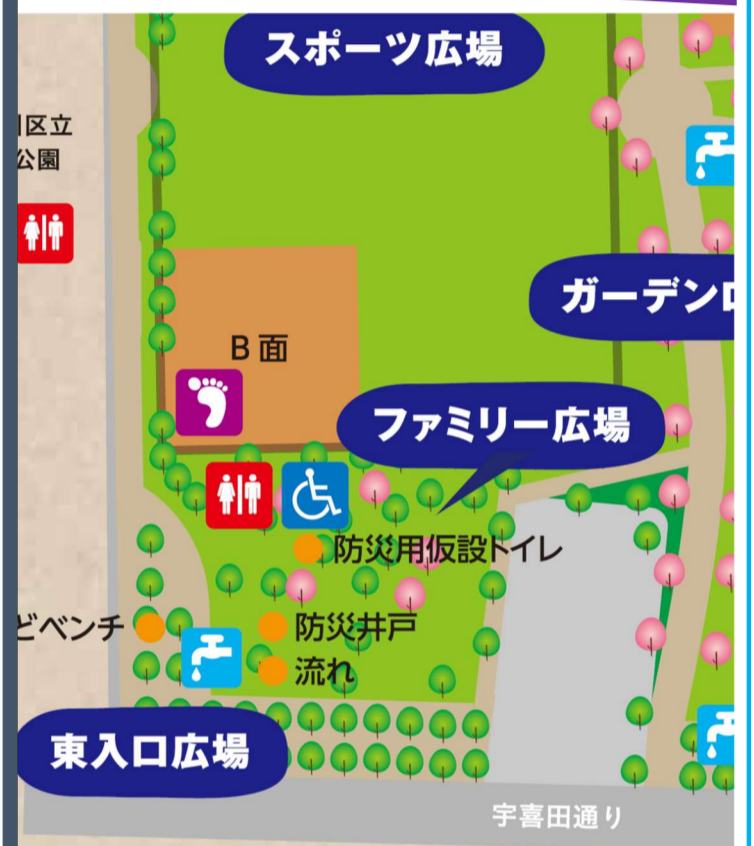 スポーツ広場
区立
公園
ガーデン
B面
ファミリー広場
防災用仮設トイレ
どベンチ
防災井戸
流れ
東入口広場
宇喜田通り